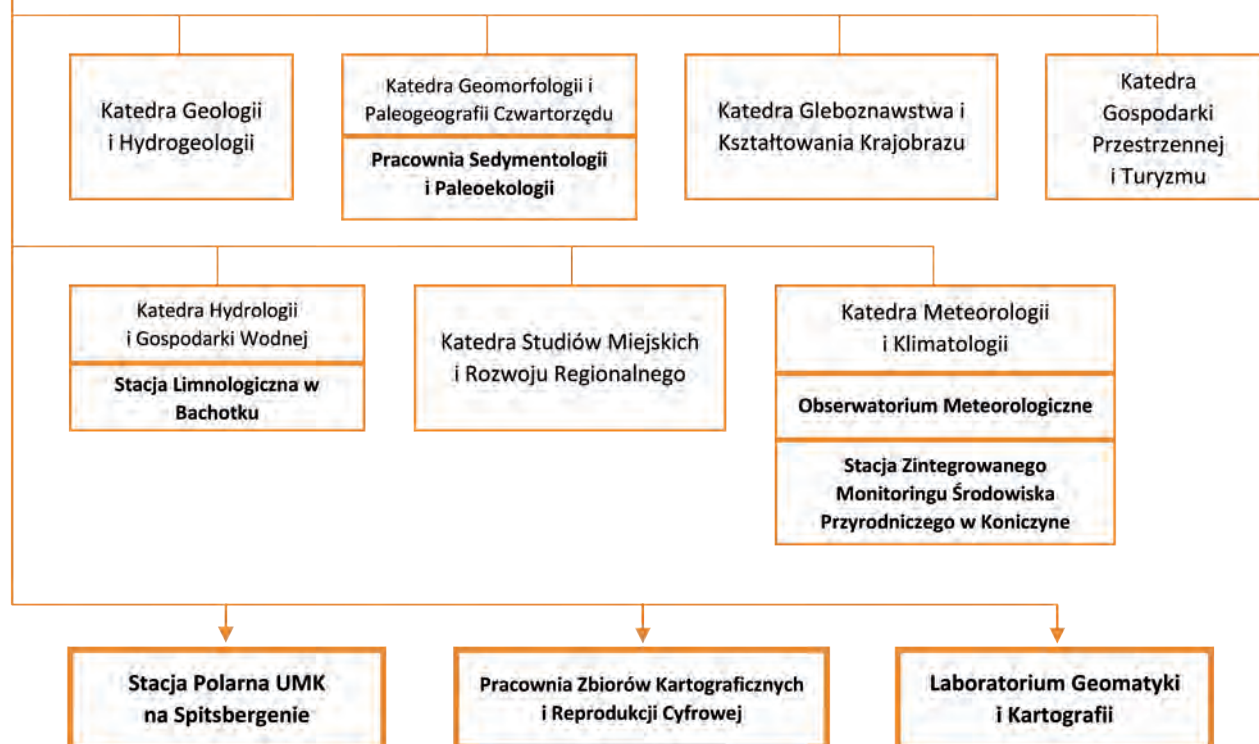 Katedra Geologii
i Hydrogeologii
Katedra Geomorfologii i
Paleogeografii Czwartorzędu
Pracownia Sedymentologii
i Paleoekologii
Katedra Gleboznawstwa i
Kształtowania Krajobrazu
Katedra
Gospodarki
Przestrzennej
i Turyzmu
Katedra Hydrologii
i Gospodarki Wodnej
Stacja Limnologiczna w
Bachotku
Katedra Studiów Miejskich
i Rozwoju Regionalnego
Katedra Meteorologii
i Klimatologii
Obserwatorium Meteorologiczne
Stacja Zintegrowanego
Monitoringu Środowiska
Przyrodniczego w Koniczyne
Stacja Polarna UMK
na Spitsbergenie
Pracownia Zbiorów Kartograficznych
i Reprodukcji Cyfrowej
Laboratorium Geomatyki
i Kartografii